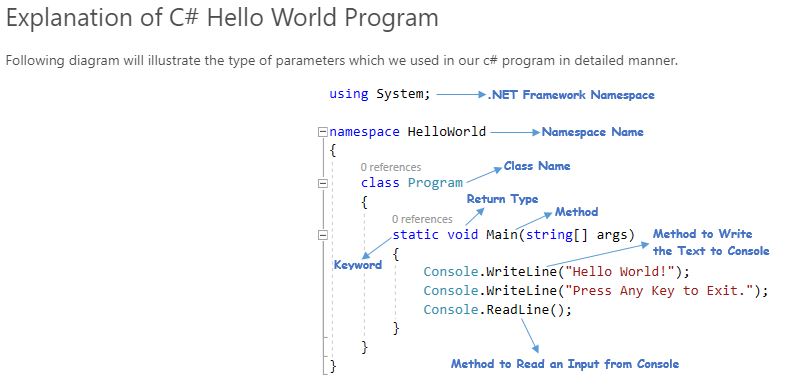 Explanation of C# Hello World Program
Following diagram will illustrate the type of parameters which we used in our c# program in detailed manner.
using System; .NET Framework Namespace
namespace HelloWorld Namespace Name
{
0 references Class Name
class Program
{ Return Type
0 references Method
static void Main(string[] args) Method to Write
{ the Text to Console
Keyword
Console.WriteLine("Hello World!");
Console.WriteLine("Press Any Key to Exit.");
Console.ReadLine();
}
}
} Method to Read an Input from Console